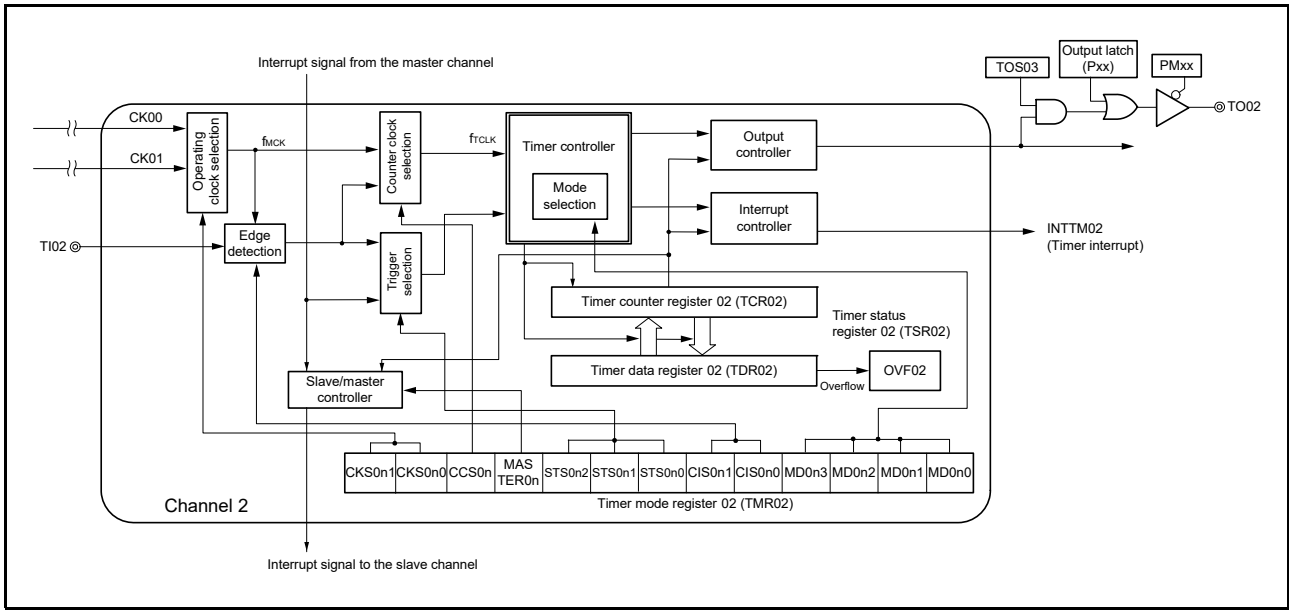 Interrupt signal from the master channel
TOS03
Output latch
(Pxx)
PMxx
TO02
CK00
CK01
Operating
clock selection
fMCK
Counter clock
selection
fTCLK
Timer controller
Mode
selection
Output
controller
Interrupt
controller
INTTM02
(Timer interrupt)
TI02
Edge
detection
Trigger
selection
Timer counter register 02 (TCR02)
Timer status
register 02 (TSR02)
Timer data register 02 (TDR02)
Overflow
OVF02
Slave/master
controller
CKS0n1
CKS0n0
CCS0n
MAS
TER0n
STS0n2
STS0n1
STS0n0
CIS0n1
CIS0n0
MD0n3
MD0n2
MD0n1
MD0n0
Channel 2
Timer mode register 02 (TMR02)
Interrupt signal to the slave channel